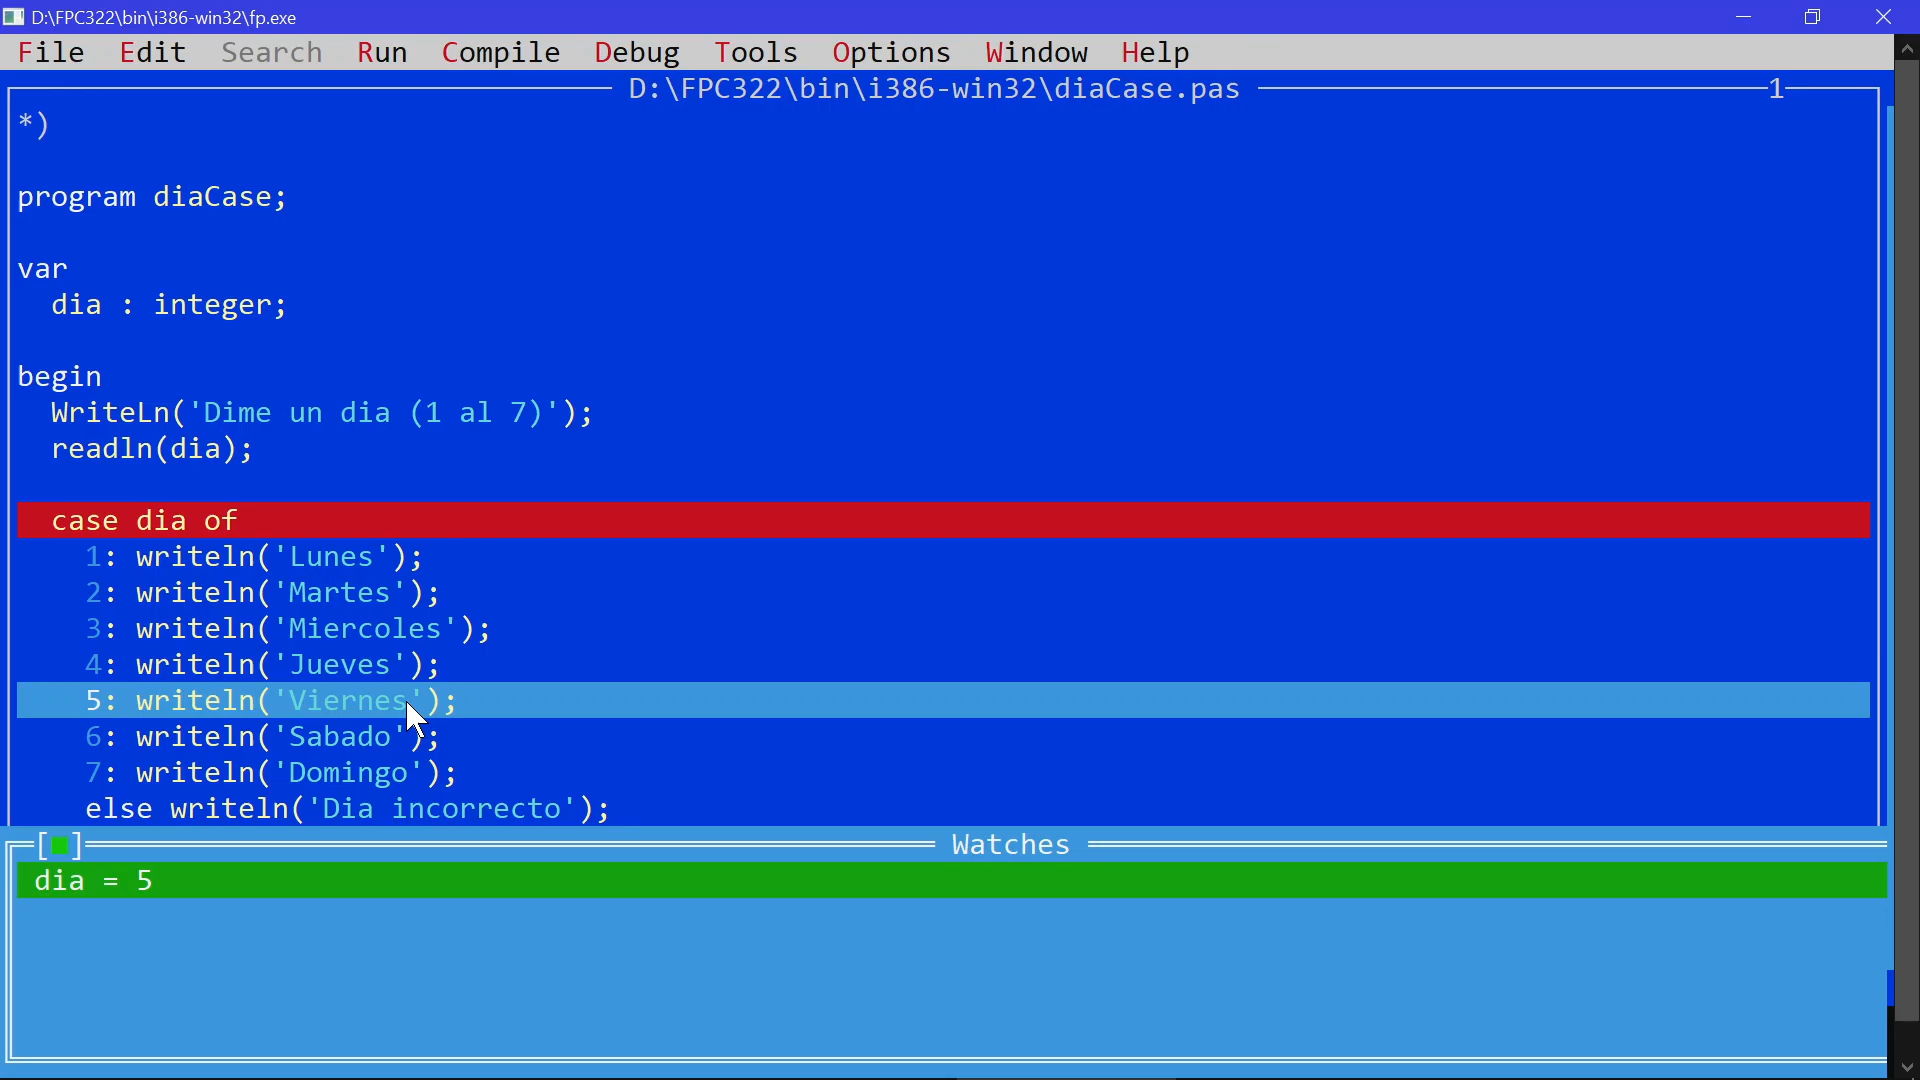 D:\FPC322\bin\i386-win32\fp.exe
File Edit Search Run Compile Debug Tools Options Window Help
D:\FPC322\bin\i386-win32\diaCase.pas 1
*)
program diaCase;
var
dia : integer;
begin
WriteLn('Dime un dia (1 al 7)');
readln(dia);
case dia of
1: writeln('Lunes');
2: writeln('Martes');
3: writeln('Miercoles');
4: writeln('Jueves');
5: writeln('Viernes');
6: writeln('Sabado');
7: writeln('Domingo');
else writeln('Dia incorrecto');
[■] Watches
dia = 5